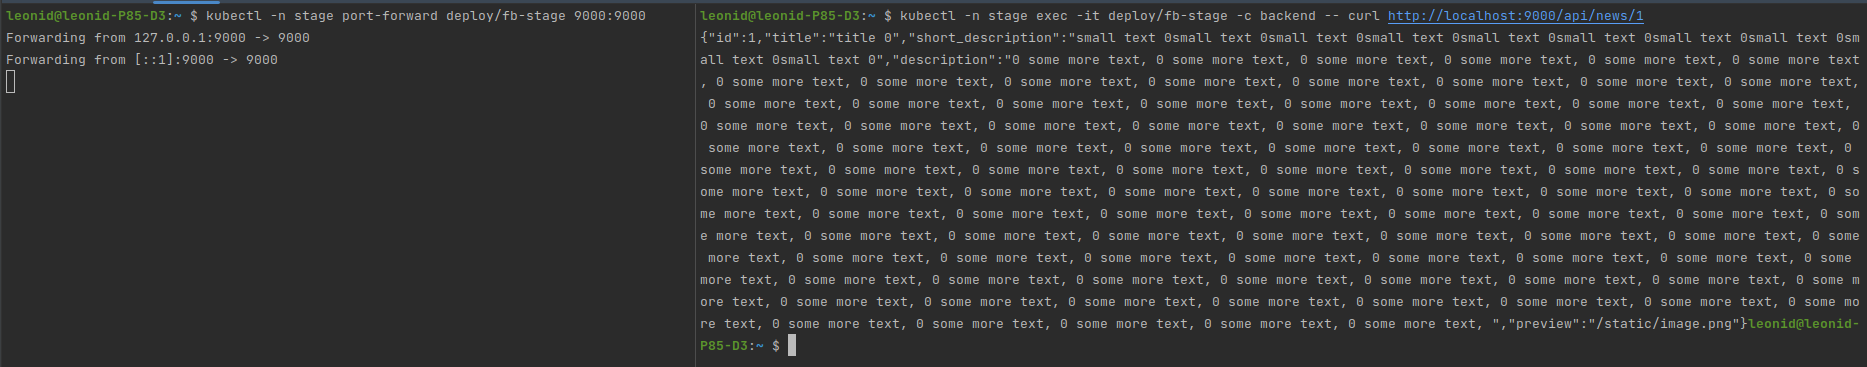 leonid@leonid-P85-D3:~ $ kubectl -n stage port-forward deploy/fb-stage 9000:9000
Forwarding from 127.0.0.1:9000 -> 9000
Forwarding from [::1]:9000 -> 9000
leonid@leonid-P85-D3:~ $ kubectl -n stage exec -it deploy/fb-stage -c backend -- curl http://localhost:9000/api/news/1
{"id":1,"title":"title 0","short_description":"small text 0small text 0small text 0small text 0small text 0small text 0small text 0small text 0sm
all text 0small text 0","description":"0 some more text, 0 some more text, 0 some more text, 0 some more text, 0 some more text, 0 some more text
, 0 some more text, 0 some more text, 0 some more text, 0 some more text, 0 some more text, 0 some more text, 0 some more text, 0 some more text,
 0 some more text, 0 some more text, 0 some more text, 0 some more text, 0 some more text, 0 some more text, 0 some more text, 0 some more text, 
0 some more text, 0 some more text, 0 some more text, 0 some more text, 0 some more text, 0 some more text, 0 some more text, 0 some more text, 0
 some more text, 0 some more text, 0 some more text, 0 some more text, 0 some more text, 0 some more text, 0 some more text, 0 some more text, 0 
some more text, 0 some more text, 0 some more text, 0 some more text, 0 some more text, 0 some more text, 0 some more text, 0 some more text, 0 s
ome more text, 0 some more text, 0 some more text, 0 some more text, 0 some more text, 0 some more text, 0 some more text, 0 some more text, 0 so
me more text, 0 some more text, 0 some more text, 0 some more text, 0 some more text, 0 some more text, 0 some more text, 0 some more text, 0 som
e more text, 0 some more text, 0 some more text, 0 some more text, 0 some more text, 0 some more text, 0 some more text, 0 some more text, 0 some
 more text, 0 some more text, 0 some more text, 0 some more text, 0 some more text, 0 some more text, 0 some more text, 0 some more text, 0 some 
more text, 0 some more text, 0 some more text, 0 some more text, 0 some more text, 0 some more text, 0 some more text, 0 some more text, 0 some m
ore text, 0 some more text, 0 some more text, 0 some more text, 0 some more text, 0 some more text, 0 some more text, 0 some more text, 0 some mo
re text, 0 some more text, 0 some more text, 0 some more text, 0 some more text, 0 some more text, ","preview":"/static/image.png"}leonid@leonid-
P85-D3:~ $